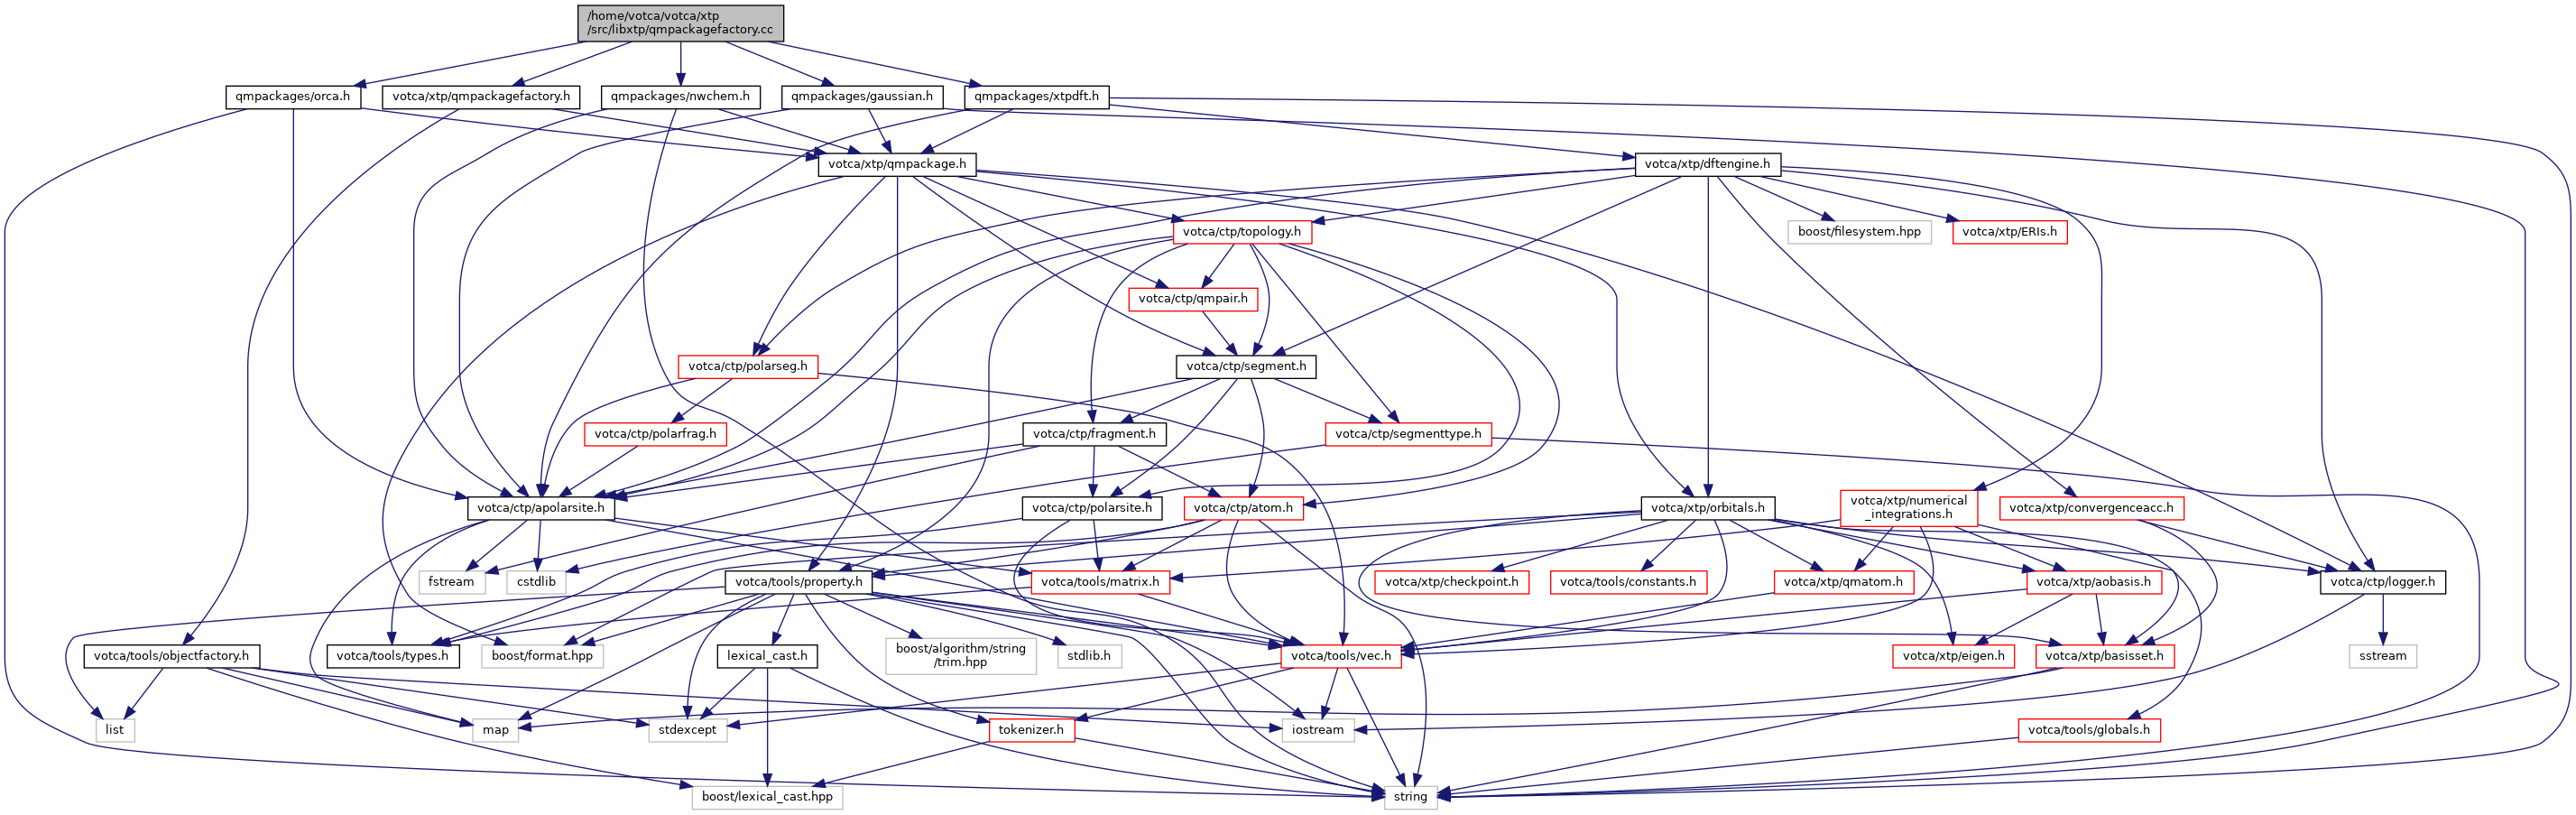 /home/votca/votca/xtp
/src/libxtp/qmpackagefactory.cc
qmpackages/orca.h
votca/xtp/qmpackagefactory.h
qmpackages/nwchem.h
qmpackages/gaussian.h
qmpackages/xtpdft.h
votca/xtp/qmpackage.h
votca/xtp/dftengine.h
votca/ctp/topology.h
boost/filesystem.hpp
votca/xtp/ERIs.h
votca/ctp/qmpair.h
votca/ctp/polarseg.h
votca/ctp/segment.h
votca/ctp/polarfrag.h
votca/ctp/fragment.h
votca/ctp/segmenttype.h
votca/ctp/apolarsite.h
votca/ctp/polarsite.h
votca/ctp/atom.h
votca/xtp/orbitals.h
votca/xtp/numerical
_integrations.h
votca/xtp/convergenceacc.h
fstream
cstdlib
votca/tools/property.h
votca/tools/matrix.h
votca/xtp/checkpoint.h
votca/tools/constants.h
votca/xtp/qmatom.h
votca/xtp/aobasis.h
votca/ctp/logger.h
votca/tools/objectfactory.h
votca/tools/types.h
boost/format.hpp
lexical_cast.h
boost/algorithm/string
/trim.hpp
stdlib.h
votca/tools/vec.h
votca/xtp/eigen.h
votca/xtp/basisset.h
sstream
list
map
stdexcept
tokenizer.h
iostream
votca/tools/globals.h
boost/lexical_cast.hpp
string